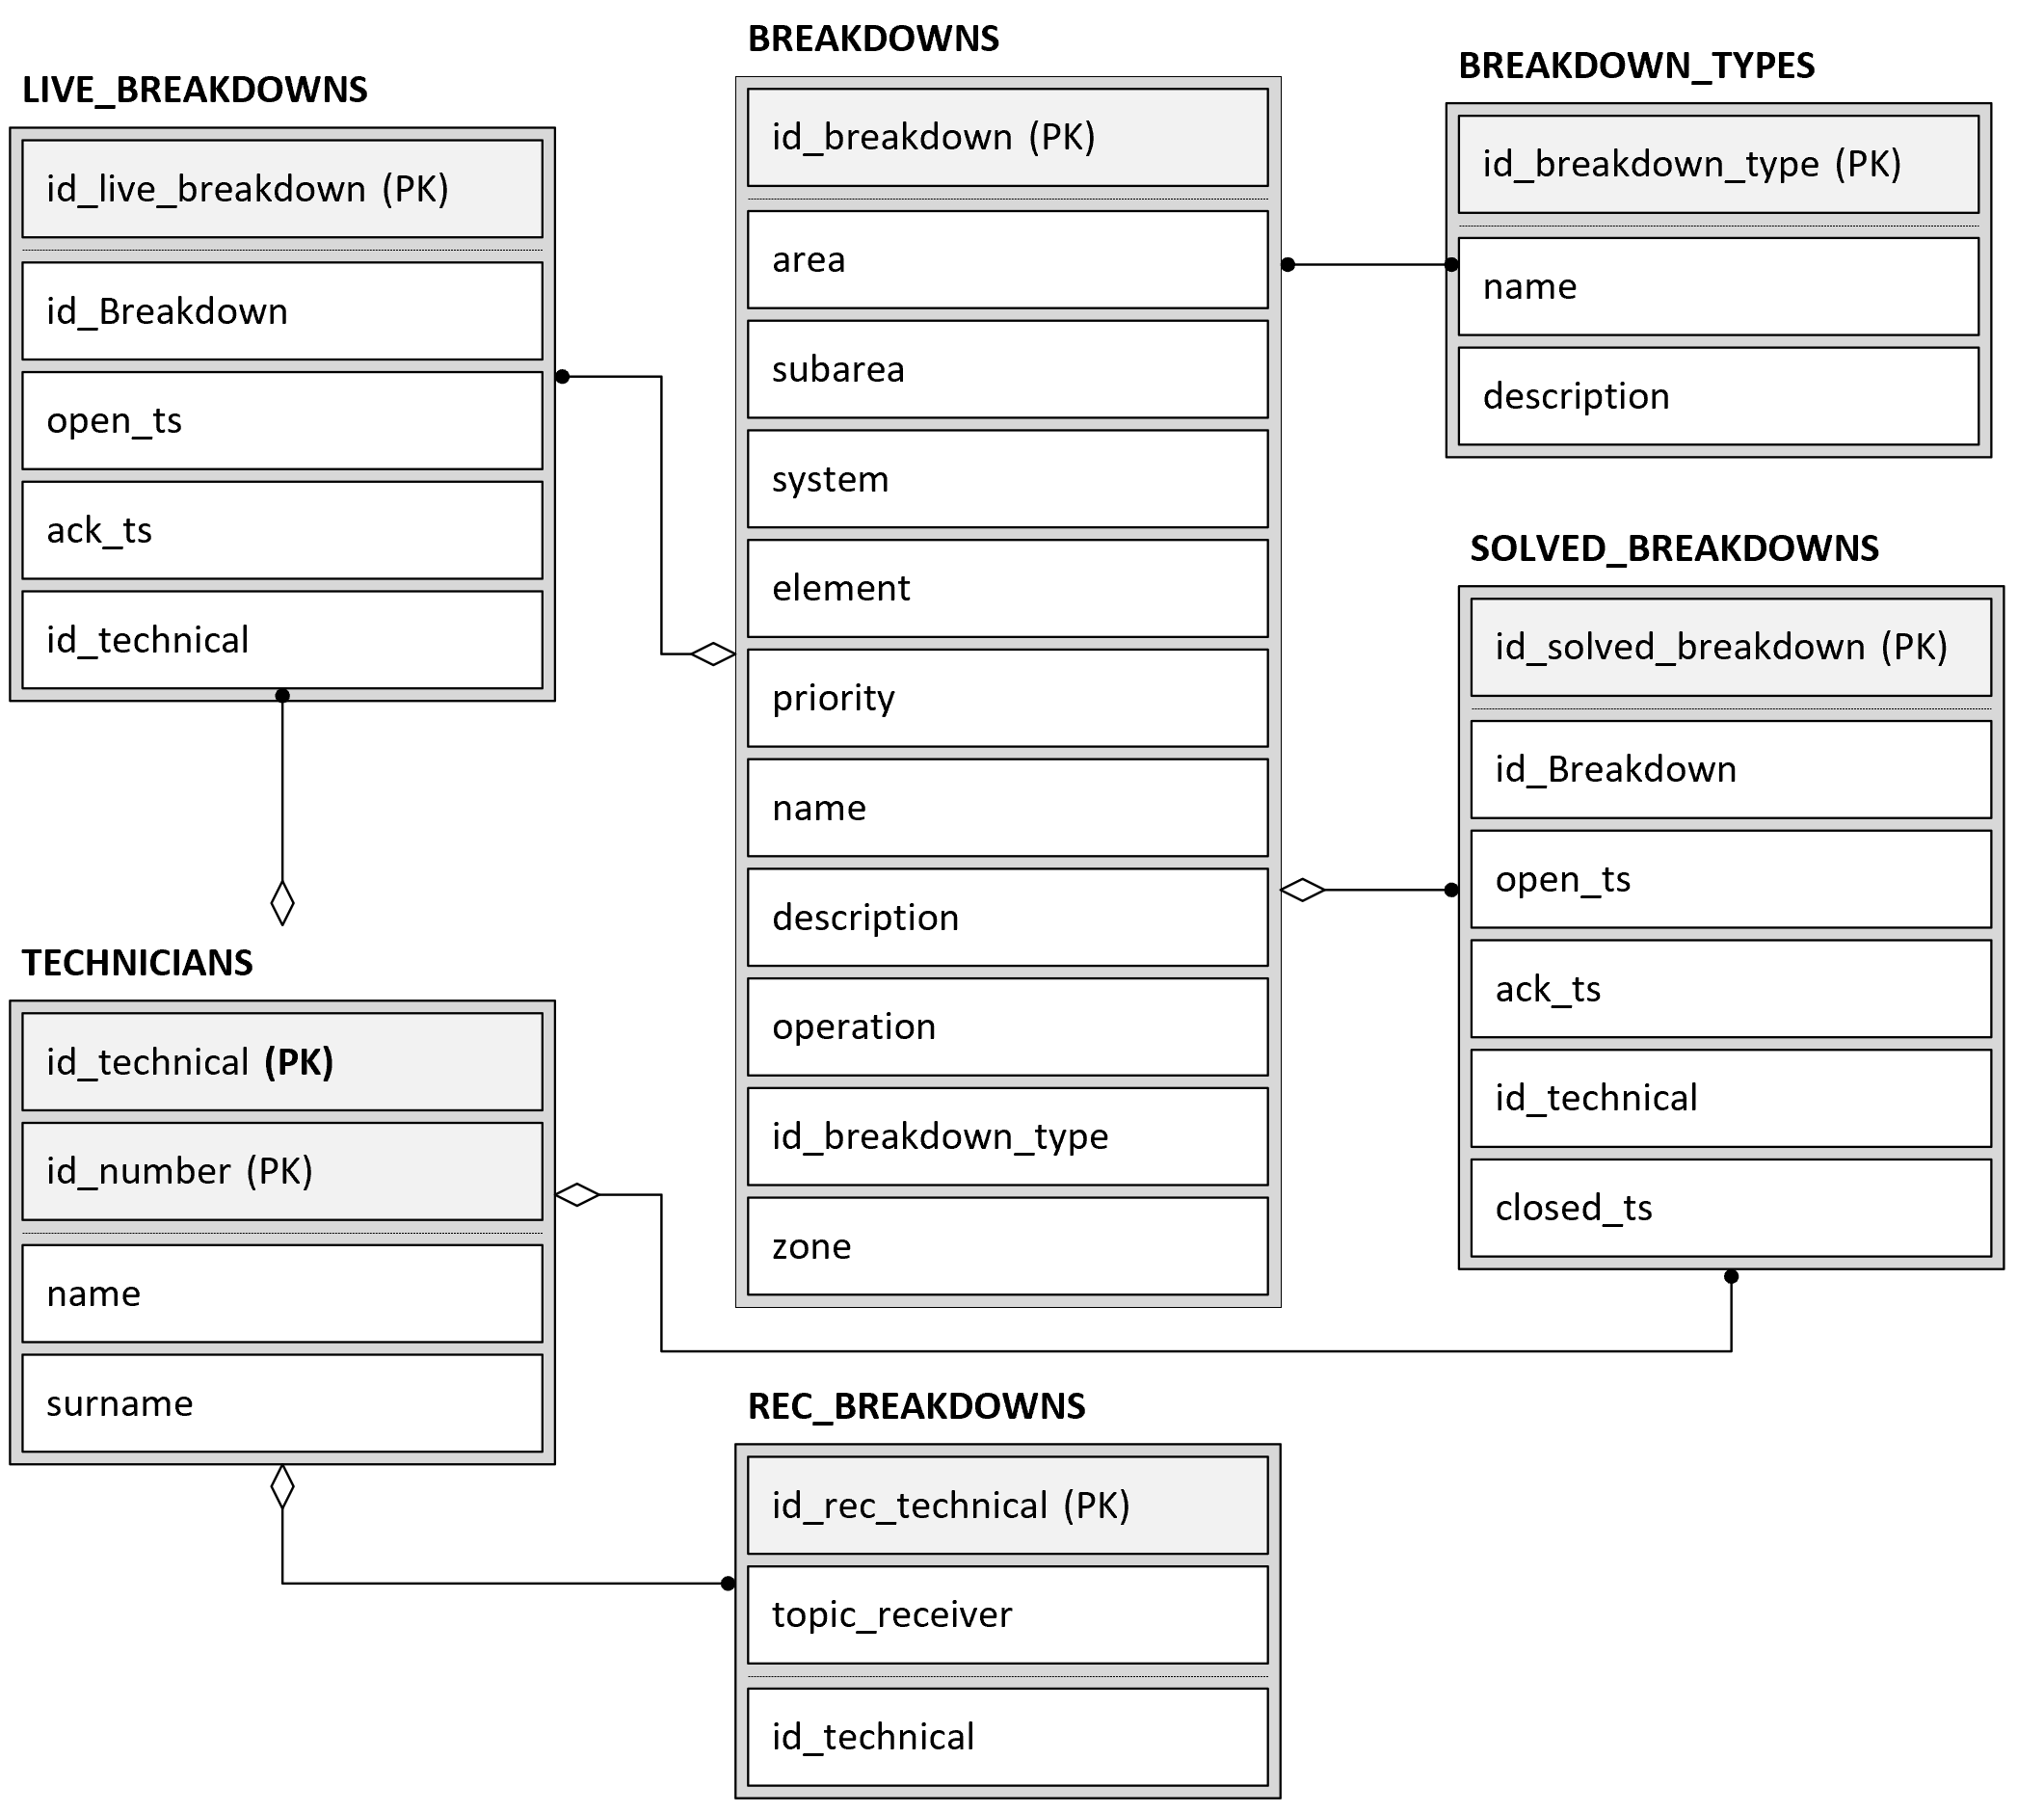 LIVE_BREAKDOWNS
id_live_breakdown (PK)
id_Breakdown
open_ts
ack_ts
id_technical
BREAKDOWNS
id_breakdown (PK)
area
subarea
system
element
priority
name
description
operation
id_breakdown_type
zone
BREAKDOWN_TYPES
id_breakdown_type (PK)
name
description
SOLVED_BREAKDOWNS
id_solved_breakdown (PK)
id_Breakdown
open_ts
ack_ts
id_technical
closed_ts
TECHNICIANS
id_technical (PK)
id_number (PK)
name
surname
REC_BREAKDOWNS
id_rec_technical (PK)
topic_receiver
id_technical